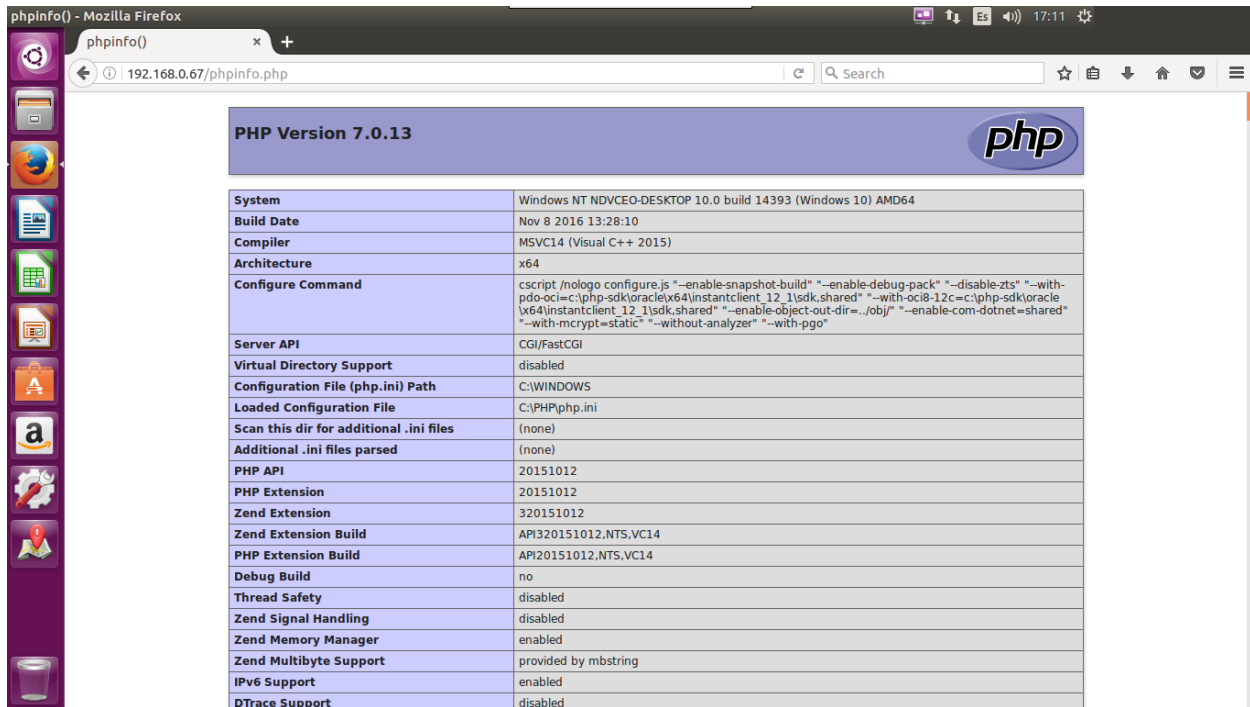 phpinfo() - Mozilla Firefox
Es 17:11
phpinfo()
192.168.0.67/phpinfo.php
Search
PHP Version 7.0.13
php
System Windows NT NDVCEO-DESKTOP 10.0 build 14393 (Windows 10) AMD64
Build Date Nov 8 2016 13:28:10
Compiler MSVC14 (Visual C++ 2015)
Architecture x64
Configure Command cscript /nologo configure.js "--enable-snapshot-build" "--enable-debug-pack" "--disable-zts" "--with-
pdo-oci=c:\php-sdk\oracle\x64\instantclient_12_1\sdk,shared" "--with-oci8-12c=c:\php-sdk\oracle
\x64\instantclient_12_1\sdk,shared" "--enable-object-out-dir=../obj/" "--enable-com-dotnet=shared"
"--with-mcrypt=static" "--without-analyzer" "--with-pgo"
Server API CGI/FastCGI
Virtual Directory Support disabled
Configuration File (php.ini) Path C:\WINDOWS
Loaded Configuration File C:\PHP\php.ini
Scan this dir for additional .ini files (none)
Additional .ini files parsed (none)
PHP API 20151012
PHP Extension 20151012
Zend Extension 320151012
Zend Extension Build API320151012,NTS,VC14
PHP Extension Build API20151012,NTS,VC14
Debug Build no
Thread Safety disabled
Zend Signal Handling disabled
Zend Memory Manager enabled
Zend Multibyte Support provided by mbstring
IPv6 Support enabled
DTrace Support disabled